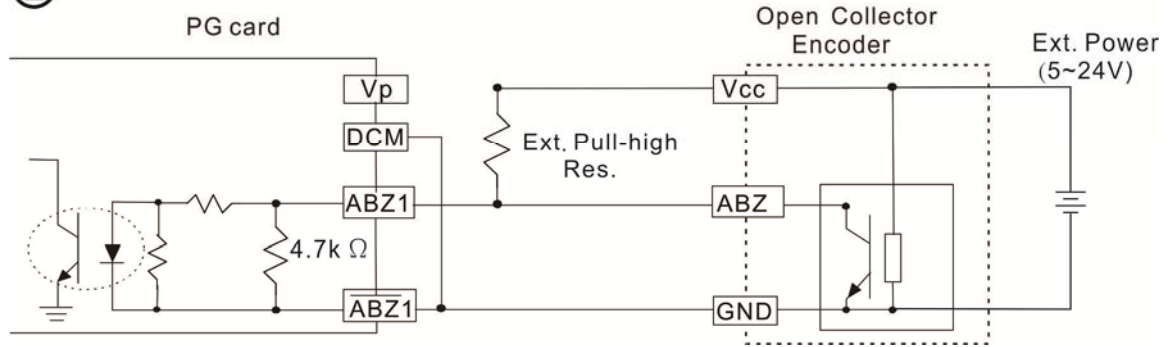 PG card
Open Collector
Encoder
Ext. Power
(5~24V)
Vp
Vcc
DCM
Ext. Pull-high
Res.
ABZ1
ABZ
4.7k Ω
A̅B̅Z̅1
GND